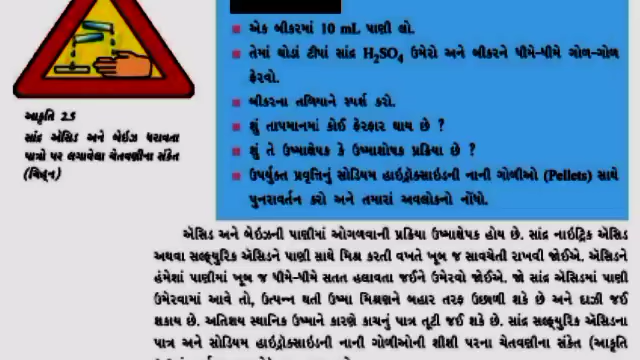 એક બીકરમાં 10 mL પાણી લો.
તેમાં થોડાં ટીપાં સાંદ્ર H₂SO₄ ઉમેરો અને બીકરને ધીમે-ધીમે ગોળ-ગોળ
ફેરવો.
બીકરના તળિયાને સ્પર્શ કરો.
શું તાપમાનમાં કોઈ ફેરફાર થાય છે ?
શું તે ઉષ્માક્ષેપક કે ઉષ્માશોષક પ્રક્રિયા છે ?
ઉપર્યુક્ત પ્રવૃત્તિનું સોડિયમ હાઇડ્રૉક્સાઇડની નાની ગોળીઓ (Pellets) સાથે
પુનરાવર્તન કરો અને તમારાં અવલોકનો નોંધો.
આકૃતિ 2.5
સાંદ્ર ઍસિડ અને બેઇઝ ધરાવતા
પાત્રો પર લગાવેલા ચેતવણીના સંકેત
(ચિહ્ન)
ઍસિડ અને બેઇઝની પાણીમાં ઓગળવાની પ્રક્રિયા ઉષ્માક્ષેપક હોય છે. સાંદ્ર નાઇટ્રિક ઍસિડ
અથવા સલ્ફ્યુરિક ઍસિડને પાણી સાથે મિશ્ર કરતી વખતે ખૂબ જ સાવચેતી રાખવી જોઈએ. ઍસિડને
હંમેશાં પાણીમાં ખૂબ જ ધીમે-ધીમે સતત હલાવતા જઈને ઉમેરવો જોઈએ. જો સાંદ્ર ઍસિડમાં પાણી
ઉમેરવામાં આવે તો, ઉત્પન્ન થતી ઉષ્મા મિશ્રણને બહાર તરફ ઉછાળી શકે છે અને દાઝી જઈ
શકાય છે. અતિશય સ્થાનિક ઉષ્માને કારણે કાચનું પાત્ર તૂટી જઈ શકે છે. સાંદ્ર સલ્ફ્યુરિક ઍસિડના
પાત્ર અને સોડિયમ હાઇડ્રૉક્સાઇડની નાની ગોળીઓની શીશી પરના ચેતવણીના સંકેત (આકૃતિ